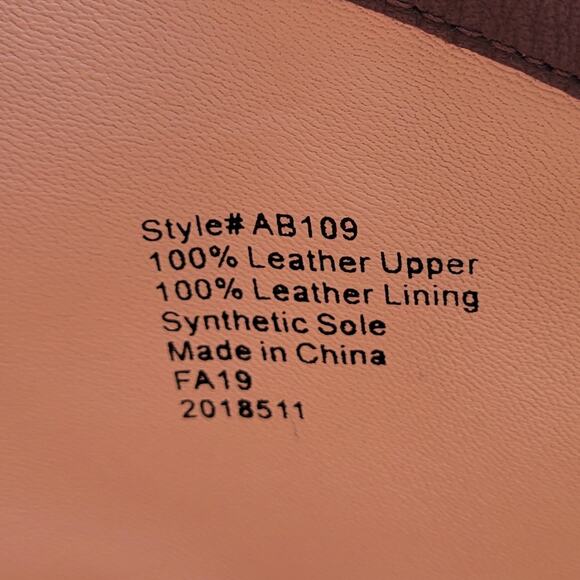 Style# AB109
100% Leather Upper
100% Leather Lining
Synthetic Sole
Made in China
FA19
2018511